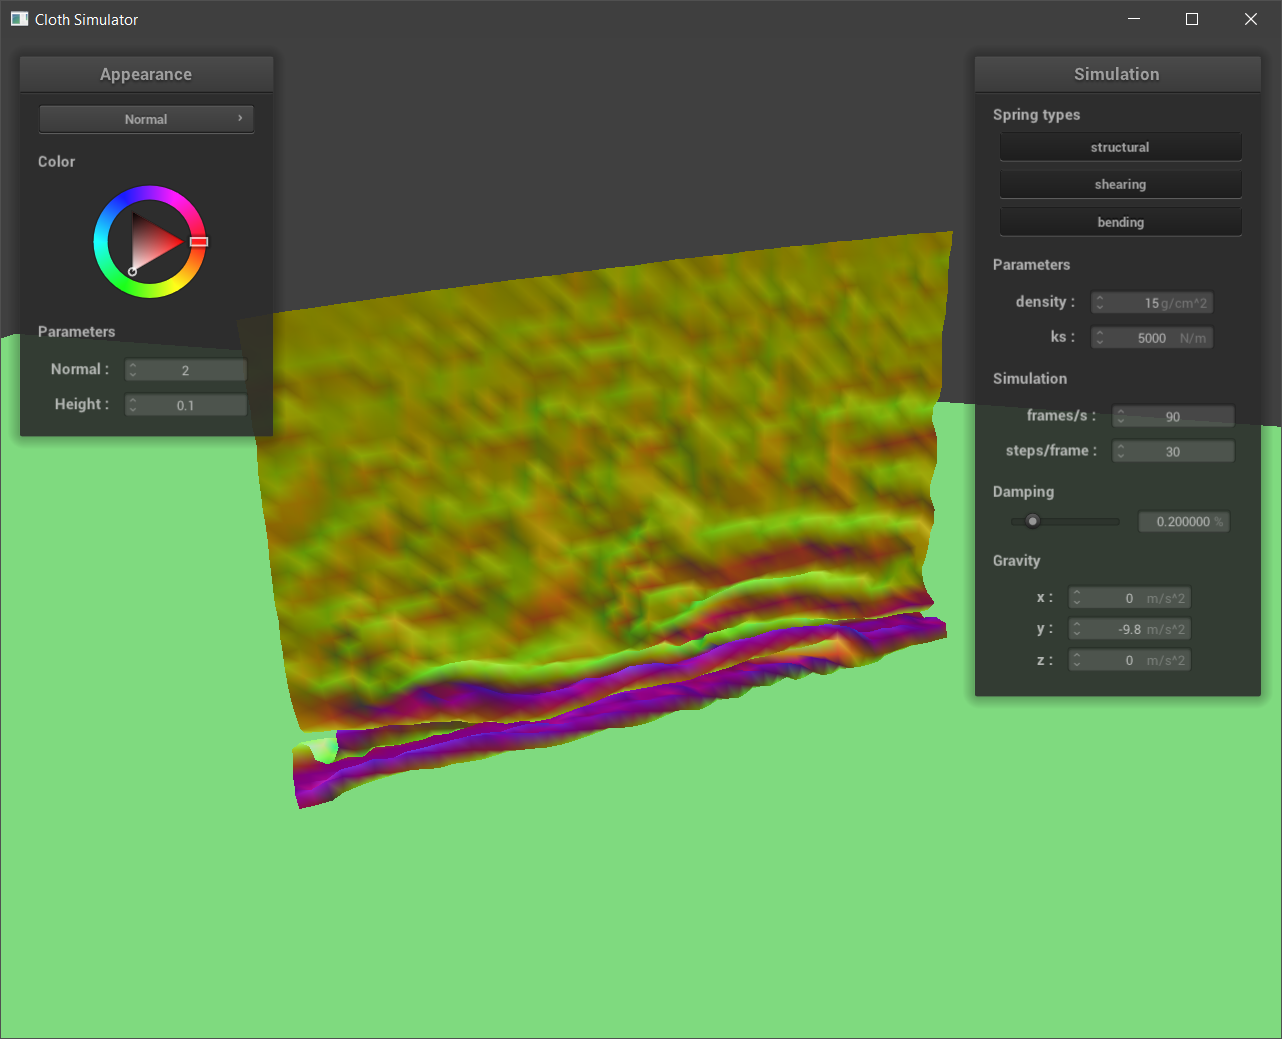 Cloth Simulator
Appearance
Normal
Color
Parameters
Normal : 2
Height : 0.1
Simulation
Spring types
structural
shearing
bending
Parameters
density : 15 g/cm^2
ks : 5000 N/m
Simulation
frames/s : 90
steps/frame : 30
Damping
0.200000 %
Gravity
x : 0 m/s^2
y : -9.8 m/s^2
z : 0 m/s^2